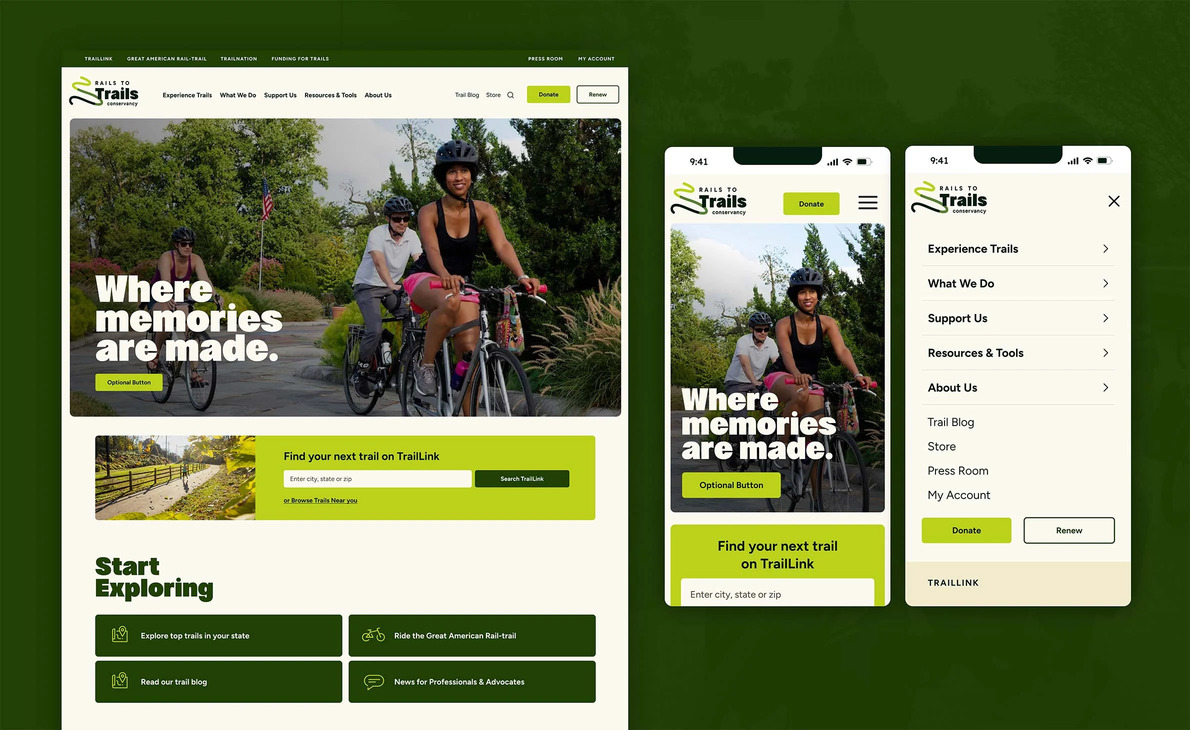 TRAILLINK GREAT AMERICAN RAIL-TRAIL TRAILNATION FUNDING FOR TRAILS PRESS ROOM MY ACCOUNT
RAILS TO
Trails
conservancy
Experience Trails What We Do Support Us Resources & Tools About Us Trail Blog Store Donate Renew
Where
memories
are made.
Optional Button
Find your next trail on TrailLink
Enter city, state or zip Search TrailLink
or Browse Trails Near you
Start
Exploring
Explore top trails in your state Ride the Great American Rail-trail
Read our trail blog News for Professionals & Advocates
9:41
RAILS TO
Trails
conservancy
Donate
Where
memories
are made.
Optional Button
Find your next trail
on TrailLink
Enter city, state or zip
9:41
RAILS TO
Trails
conservancy
Experience Trails
What We Do
Support Us
Resources & Tools
About Us
Trail Blog
Store
Press Room
My Account
Donate Renew
TRAILLINK